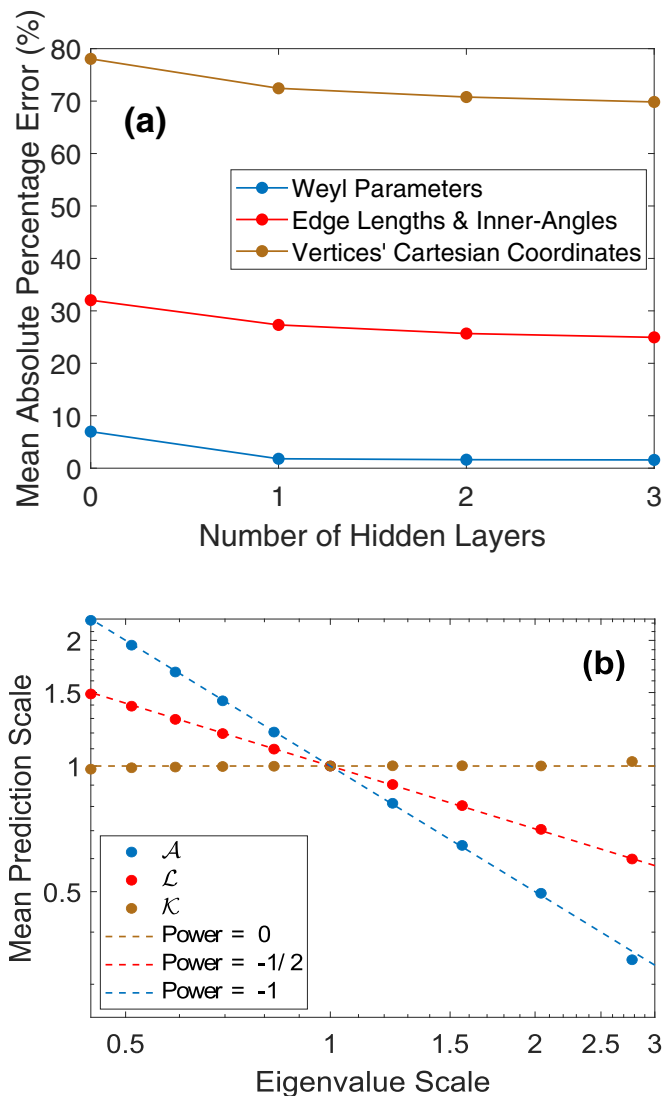 Mean Absolute Percentage Error (%)
80
70
60
50
40
30
20
10
0
(a)
Weyl Parameters
Edge Lengths & Inner-Angles
Vertices' Cartesian Coordinates
0 1 2 3
Number of Hidden Layers
Mean Prediction Scale
2
1.5
1
0.5
(b)
𝒜
ℒ
𝒦
Power = 0
Power = -1/2
Power = -1
0.5 1 1.5 2 2.5 3
Eigenvalue Scale